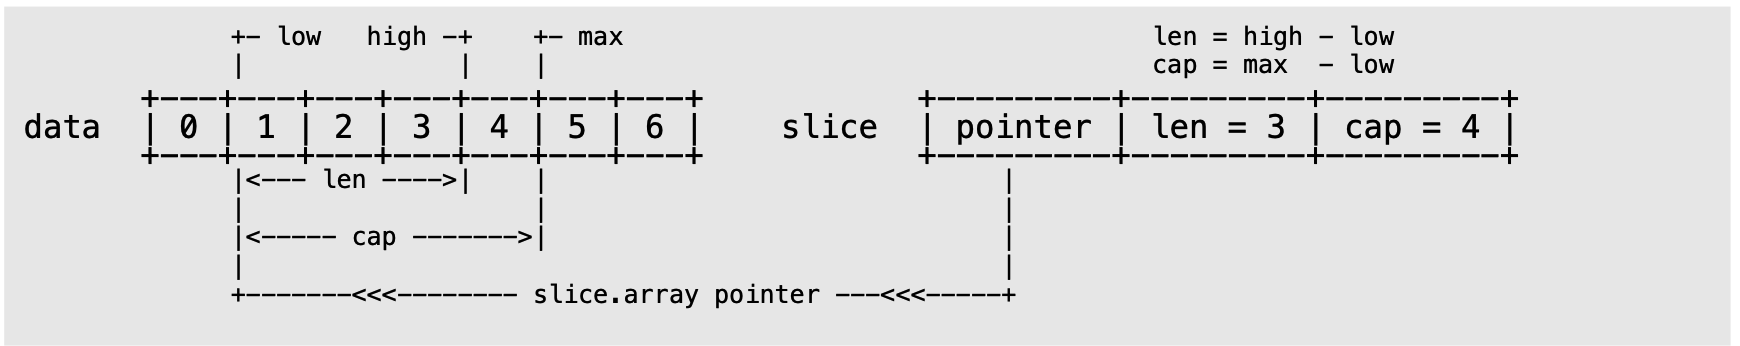 +- low   high -+    +- max                                   len = high - low
|              |    |                                        cap = max  - low
+---+---+---+---+---+---+---+              +---------+---------+---------+
data  | 0 | 1 | 2 | 3 | 4 | 5 | 6 |     slice  | pointer | len = 3 | cap = 4 |
+---+---+---+---+---+---+---+              +---------+---------+---------+
|<--- len ---->|    |                              |
|                   |                              |
|<----- cap ------->|                              |
|                                                  |
+-------<<<-------- slice.array pointer ---<<<-----+